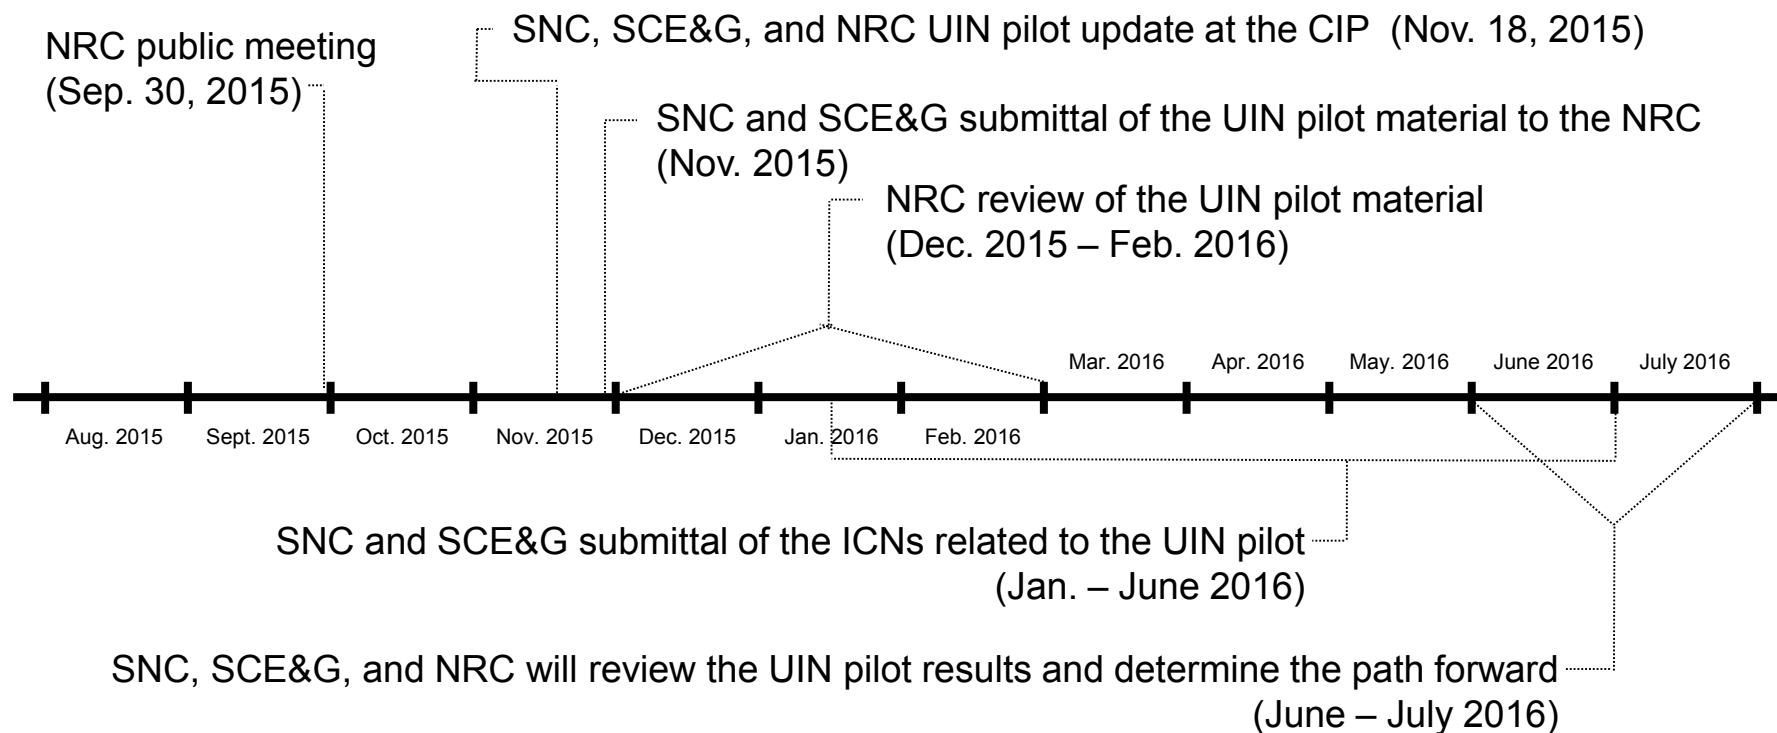 SNC, SCE&G, and NRC UIN pilot update at the CIP (Nov. 18, 2015)
NRC public meeting
(Sep. 30, 2015)
SNC and SCE&G submittal of the UIN pilot material to the NRC
(Nov. 2015)
NRC review of the UIN pilot material
(Dec. 2015 – Feb. 2016)
Mar. 2016 Apr. 2016 May. 2016 June 2016 July 2016
Aug. 2015 Sept. 2015 Oct. 2015 Nov. 2015 Dec. 2015 Jan. 2016 Feb. 2016
SNC and SCE&G submittal of the ICNs related to the UIN pilot
(Jan. – June 2016)
SNC, SCE&G, and NRC will review the UIN pilot results and determine the path forward
(June – July 2016)